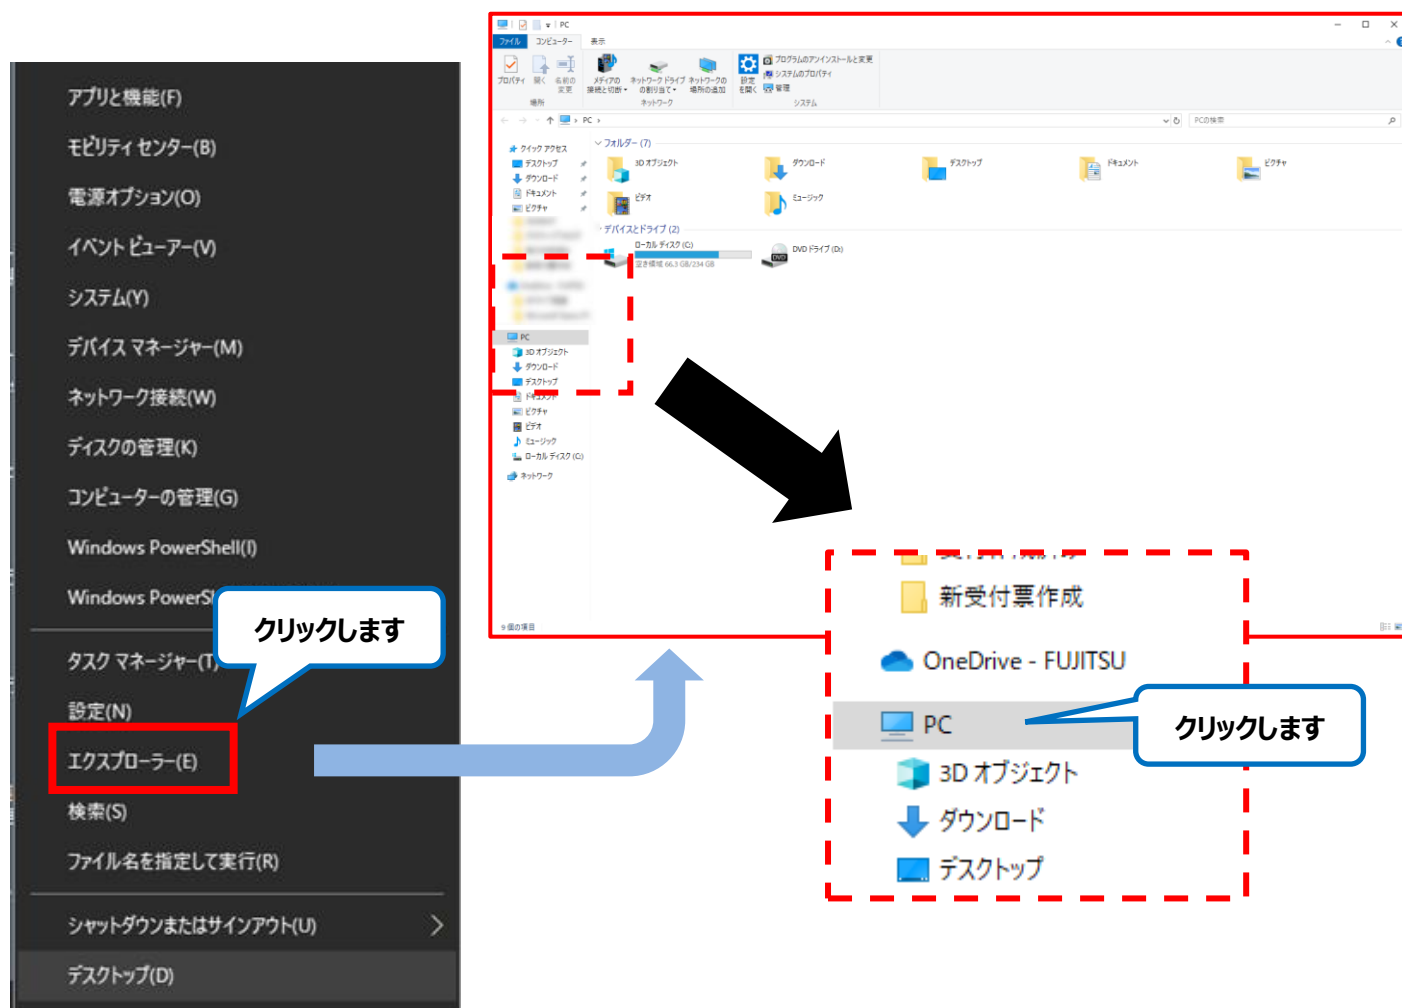 アプリと機能(F)
モビリティ センター(B)
電源オプション(O)
イベント ビューアー(V)
システム(Y)
デバイス マネージャー(M)
ネットワーク接続(W)
ディスクの管理(K)
コンピューターの管理(G)
Windows PowerShell(I)
Windows PowerS
クリックします
タスク マネージャー(T)
設定(N)
エクスプローラー(E)
検索(S)
ファイル名を指定して実行(R)
シャットダウンまたはサインアウト(U)
デスクトップ(D)
PC
ファイル コンピューター 表示
プロパティ 開く 名前の変更
メディアの接続と切断 ネットワーク ドライブの割り当て ネットワークの場所の追加
設定を開く
プログラムのアンインストールと変更
システムのプロパティ
管理
場所 ネットワーク システム
PC
PCの検索
クイック アクセス
デスクトップ
ダウンロード
ドキュメント
ピクチャ
PC
3D オブジェクト
ダウンロード
デスクトップ
ドキュメント
ピクチャ
ビデオ
ミュージック
ローカル ディスク (C)
ネットワーク
フォルダー (7)
3D オブジェクト ダウンロード デスクトップ ドキュメント ピクチャ
ビデオ ミュージック
デバイスとドライブ (2)
ローカル ディスク (C:)
空き領域 66.3 GB/234 GB
DVD ドライブ (D:)
9 個の項目
新受付票作成
OneDrive - FUJITSU
PC
クリックします
3D オブジェクト
ダウンロード
デスクトップ